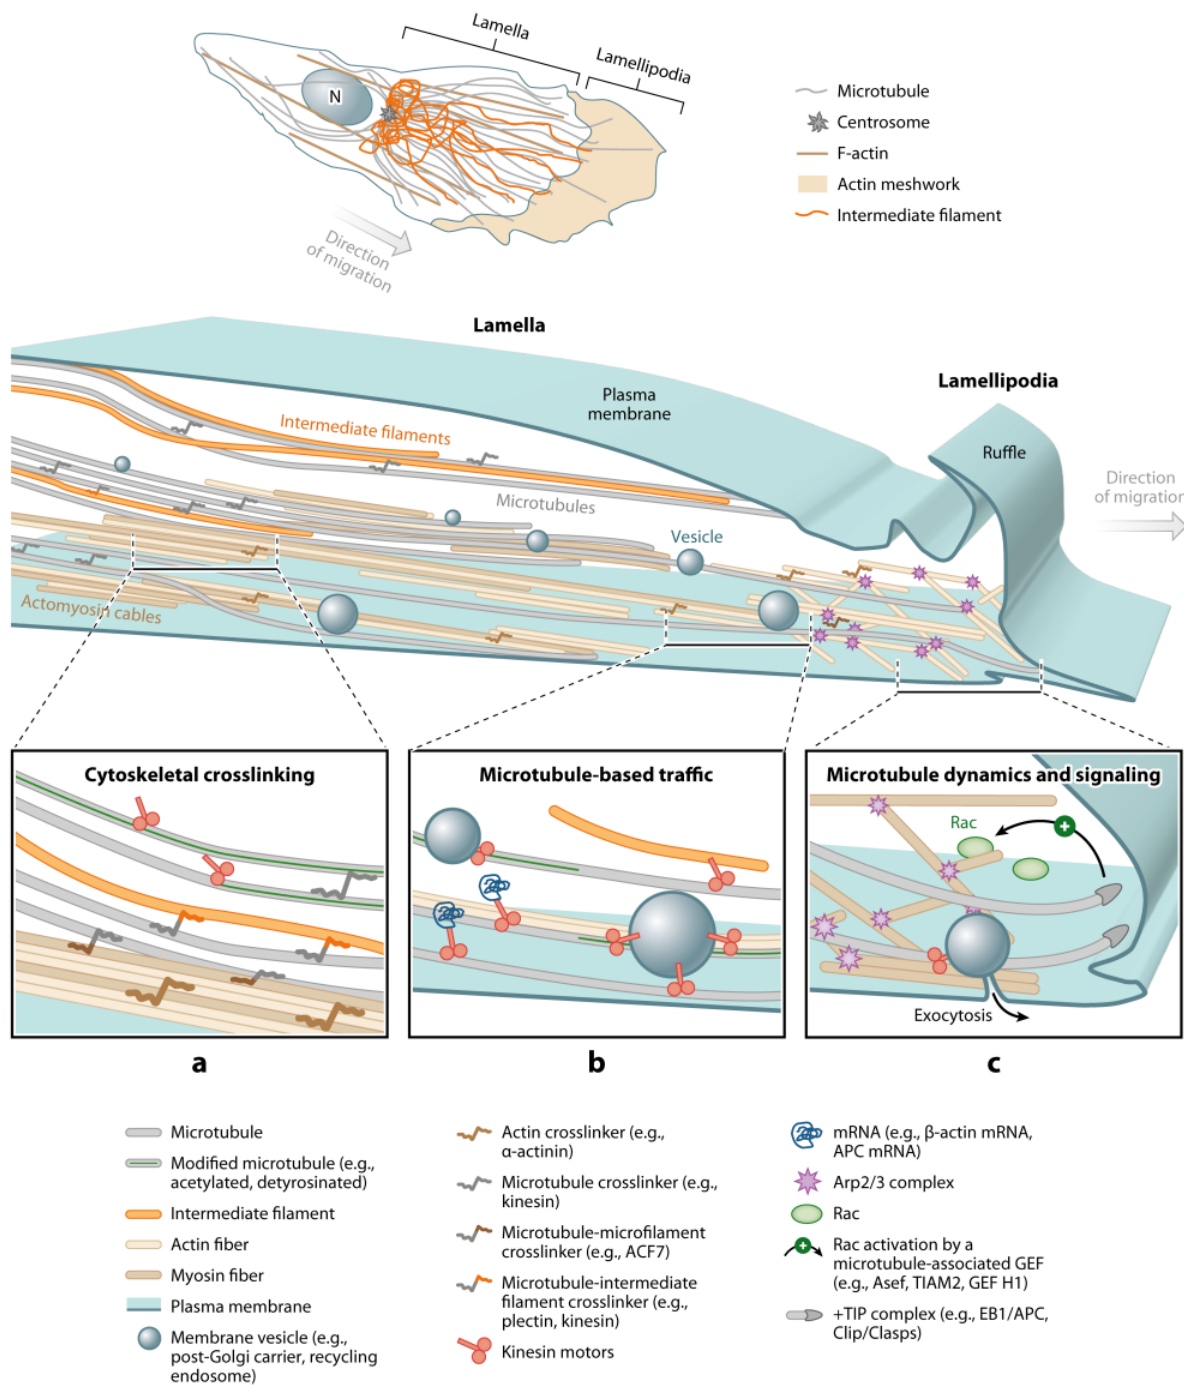 Lamella
Lamellipodia
N
Direction
of migration
Microtubule
Centrosome
F-actin
Actin meshwork
Intermediate filament
Lamella
Plasma
membrane
Lamellipodia
Ruffle
Direction
of migration
Intermediate filaments
Microtubules
Vesicle
Actomyosin cables
Cytoskeletal crosslinking
a
Microtubule-based traffic
b
Microtubule dynamics and signaling
Rac
+
Exocytosis
c
Microtubule
Modified microtubule (e.g.,
acetylated, detyrosinated)
Intermediate filament
Actin fiber
Myosin fiber
Plasma membrane
Membrane vesicle (e.g.,
post-Golgi carrier, recycling
endosome)
Actin crosslinker (e.g.,
α-actinin)
Microtubule crosslinker (e.g.,
kinesin)
Microtubule-microfilament
crosslinker (e.g., ACF7)
Microtubule-intermediate
filament crosslinker (e.g.,
plectin, kinesin)
Kinesin motors
mRNA (e.g., β-actin mRNA,
APC mRNA)
Arp2/3 complex
Rac
+
Rac activation by a
microtubule-associated GEF
(e.g., Asef, TIAM2, GEF H1)
+TIP complex (e.g., EB1/APC,
Clip/Clasps)